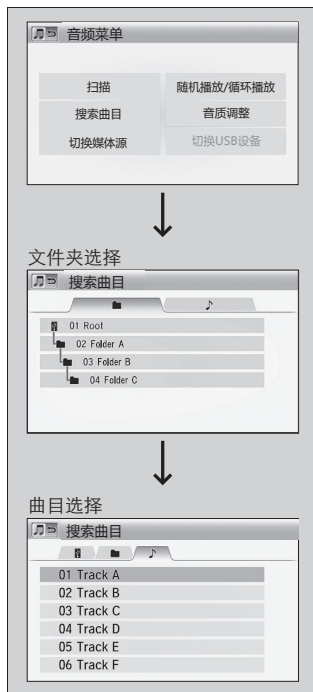 音频菜单
扫描 随机播放/循环播放
搜索曲目 音质调整
切换媒体源 切换USB设备
文件夹选择
搜索曲目
01 Root
02 Folder A
03 Folder B
04 Folder C
曲目选择
搜索曲目
01 Track A
02 Track B
03 Track C
04 Track D
05 Track E
06 Track F